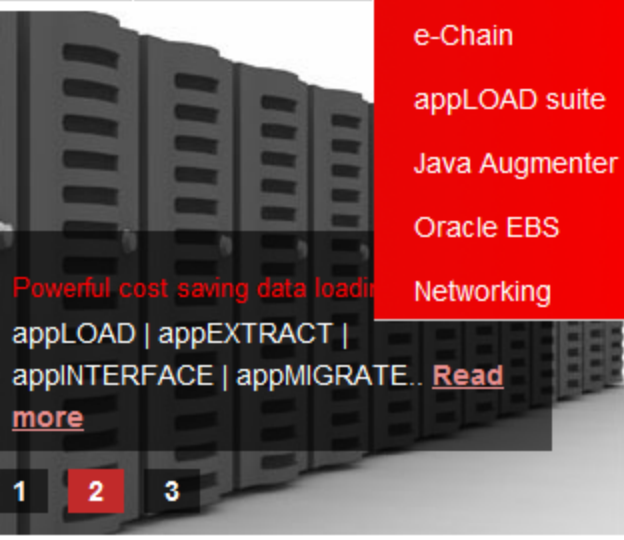 e-Chain
appLOAD suite
Java Augmenter
Oracle EBS
Networking
Powerful cost saving data
appLOAD | appEXTRACT |
appINTERFACE | appMIGRATE.. Read
more
1 2 3